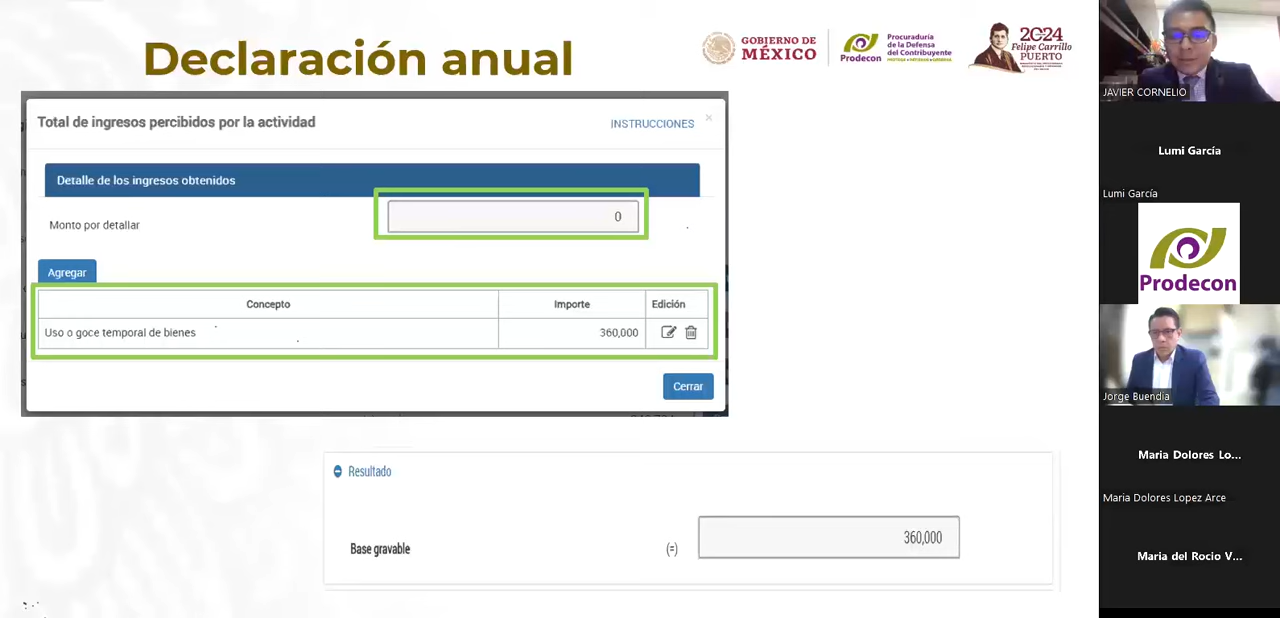 Declaración anual
GOBIERNO DE
MÉXICO
Prodecon
Procuraduría
de la Defensa
del Contribuyente
2024
Felipe Carrillo
PUERTO
Total de ingresos percibidos por la actividad
INSTRUCCIONES
×
Detalle de los ingresos obtenidos
Monto por detallar
0
Agregar
Concepto
Importe
Edición
Uso o goce temporal de bienes
360,000
Cerrar
Resultado
Base gravable
(=)
360,000
JAVIER CORNELIO
Lumi García
Lumi García
Prodecon
Jorge Buendia
Maria Dolores Lo...
Maria Dolores Lopez Arce
Maria del Rocio V...